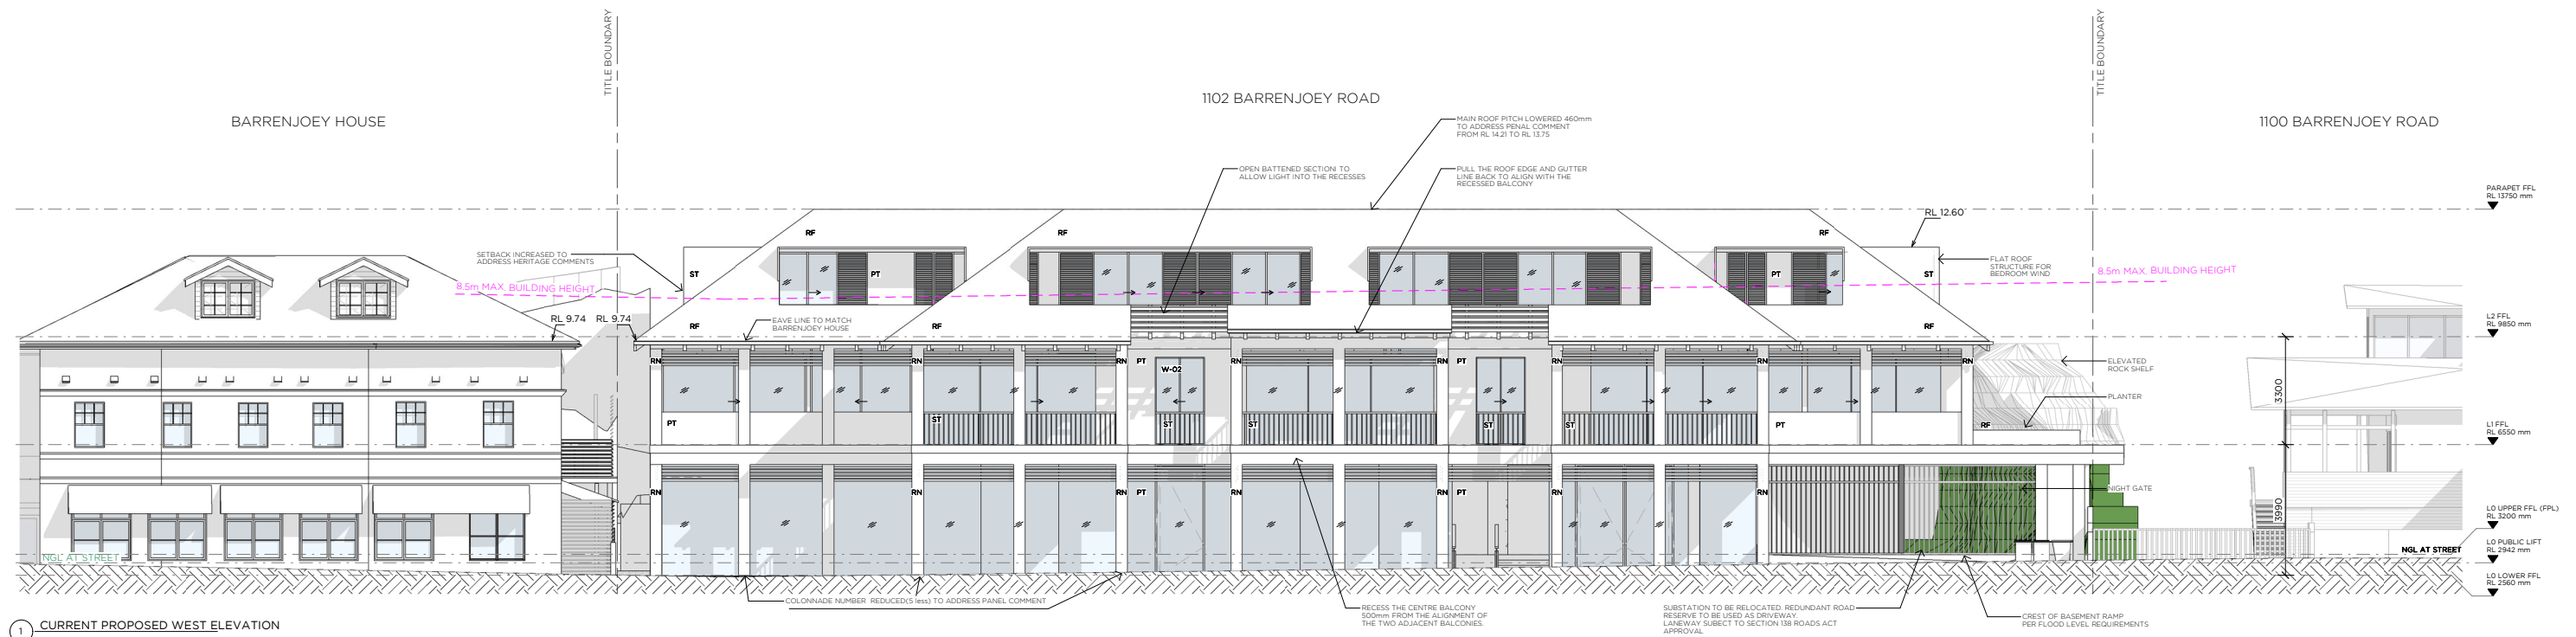 TITLE BOUNDARY
TITLE BOUNDARY
BARRENJOEY HOUSE
1102 BARRENJOEY ROAD
1100 BARRENJOEY ROAD
MAIN ROOF PITCH LOWERED 460mm
TO ADDRESS PENAL COMMENT
FROM RL 14.21 TO RL 13.75
OPEN BATTENED SECTION TO
ALLOW LIGHT INTO THE RECESSES
PULL THE ROOF EDGE AND GUTTER
LINE BACK TO ALIGN WITH THE
RECESSED BALCONY
PARAPET FFL
RL 13750 mm
RL 12.60
RF
RF
RF
SETBACK INCREASED TO
ADDRESS HERITAGE COMMENTS
FLAT ROOF
STRUCTURE FOR
BEDROOM WIND
ST
PT
PT
ST
8.5m MAX. BUILDING HEIGHT
8.5m MAX. BUILDING HEIGHT
RL 9.74
RL 9.74
EAVE LINE TO MATCH
BARRENJOEY HOUSE
RF
RF
RF
L2 FFL
RL 9850 mm
RN
RN
RN
PT
RN
RN
PT
RN
RN
RN
W-02
ELEVATED
ROCK SHELF
3300
PLANTER
PT
ST
ST
ST
ST
ST
PT
RF
L1 FFL
RL 6550 mm
RN
RN
RN
PT
RN
RN
PT
RN
RN
NIGHT GATE
3990
L0 UPPER FFL (FPL)
RL 3200 mm
NGL AT STREET
NGL AT STREET
L0 PUBLIC LIFT
RL 2942 mm
L0 LOWER FFL
RL 2560 mm
COLONNADE NUMBER REDUCED(5 less) TO ADDRESS PANEL COMMENT
RECESS THE CENTRE BALCONY
500mm FROM THE ALIGNMENT OF
THE TWO ADJACENT BALCONIES.
SUBSTATION TO BE RELOCATED. REDUNDANT ROAD
RESERVE TO BE USED AS DRIVEWAY.
LANEWAY SUBECT TO SECTION 138 ROADS ACT
APPROVAL
CREST OF BASEMENT RAMP
PER FLOOD LEVEL REQUIREMENTS
1
CURRENT PROPOSED WEST ELEVATION